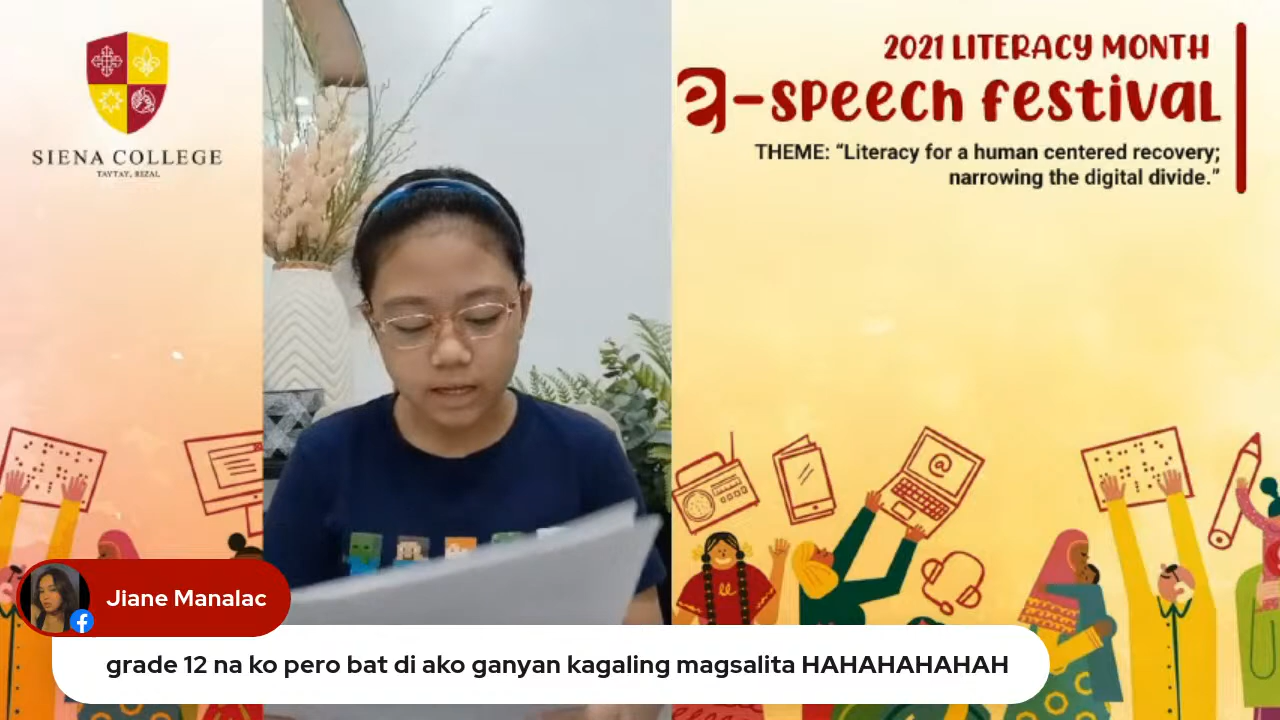 SIENA COLLEGE
TAYTAY, RIZAL
2021 LITERACY MONTH
e-speech festival
THEME: “Literacy for a human centered recovery;
narrowing the digital divide.”
@
Jiane Manalac
grade 12 na ko pero bat di ako ganyan kagaling magsalita HAHAHAHAHAH